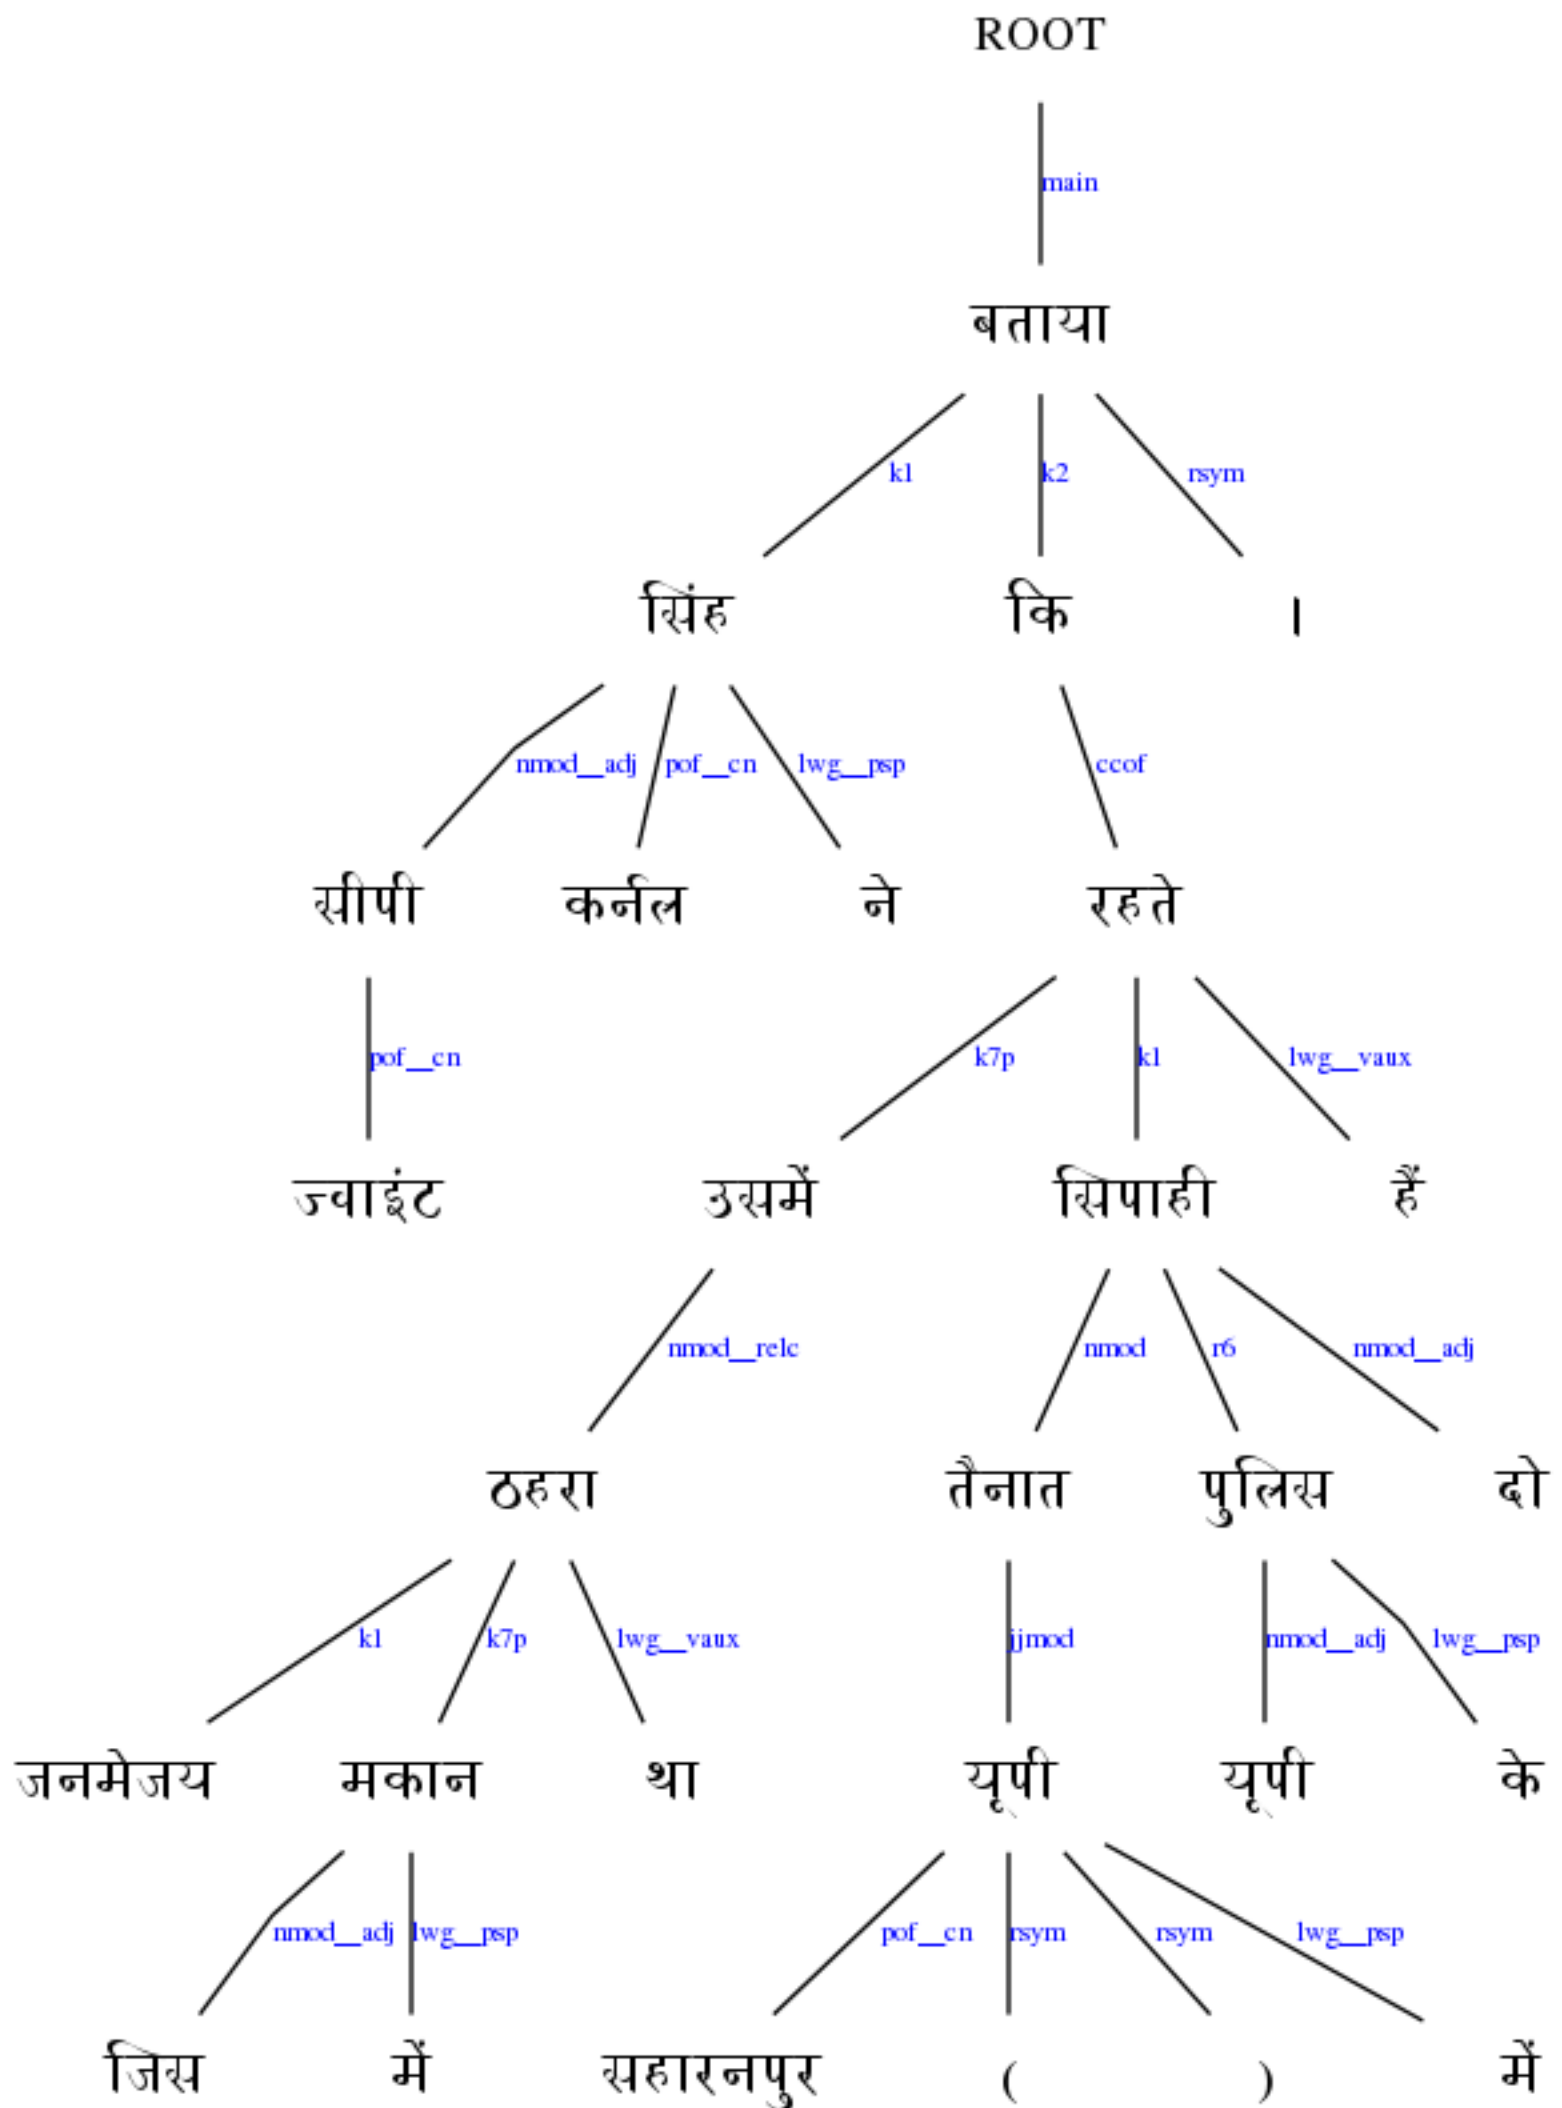 ROOT
main
बताया
k1 k2 rsym
सिंह कि ।
nmod__adj pof__cn lwg__psp ccof
सीपी कर्नल ने रहते
pof__cn k7p k1 lwg__vaux
ज्वाइंट उसमें सिपाही हैं
nmod__relc nmod r6 nmod__adj
ठहरा तैनात पुलिस दो
k1 k7p lwg__vaux jjmod nmod__adj lwg__psp
जनमेजय मकान था यूपी यूपी के
nmod__adj lwg__psp pof__cn rsym rsym lwg__psp
जिस में सहारनपुर ( ) में